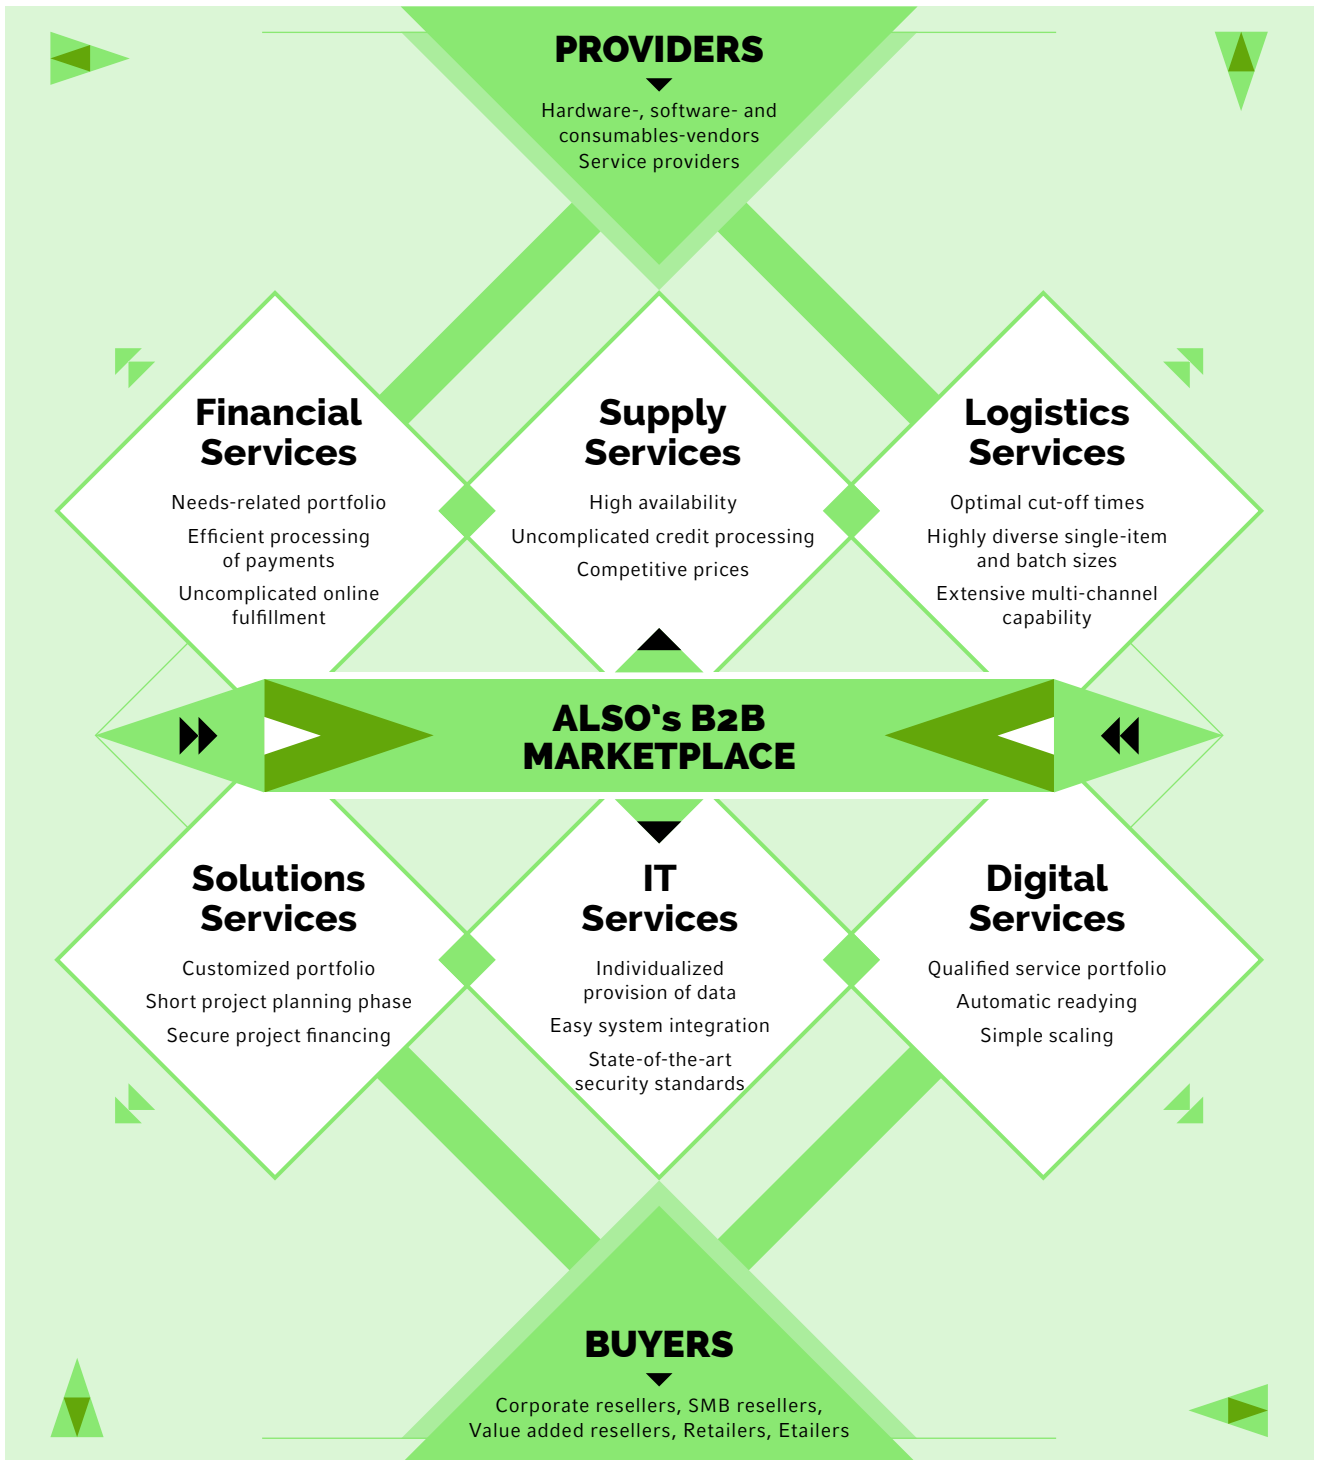 PROVIDERS
Hardware-, software- and
consumables-vendors
Service providers
Financial
Services
Needs-related portfolio
Efficient processing
of payments
Uncomplicated online
fulfillment
Supply
Services
High availability
Uncomplicated credit processing
Competitive prices
Logistics
Services
Optimal cut-off times
Highly diverse single-item
and batch sizes
Extensive multi-channel
capability
ALSO‛s B2B
MARKETPLACE
Solutions
Services
Customized portfolio
Short project planning phase
Secure project financing
IT
Services
Individualized
provision of data
Easy system integration
State-of-the-art
security standards
Digital
Services
Qualified service portfolio
Automatic readying
Simple scaling
BUYERS
Corporate resellers, SMB resellers,
Value added resellers, Retailers, Etailers